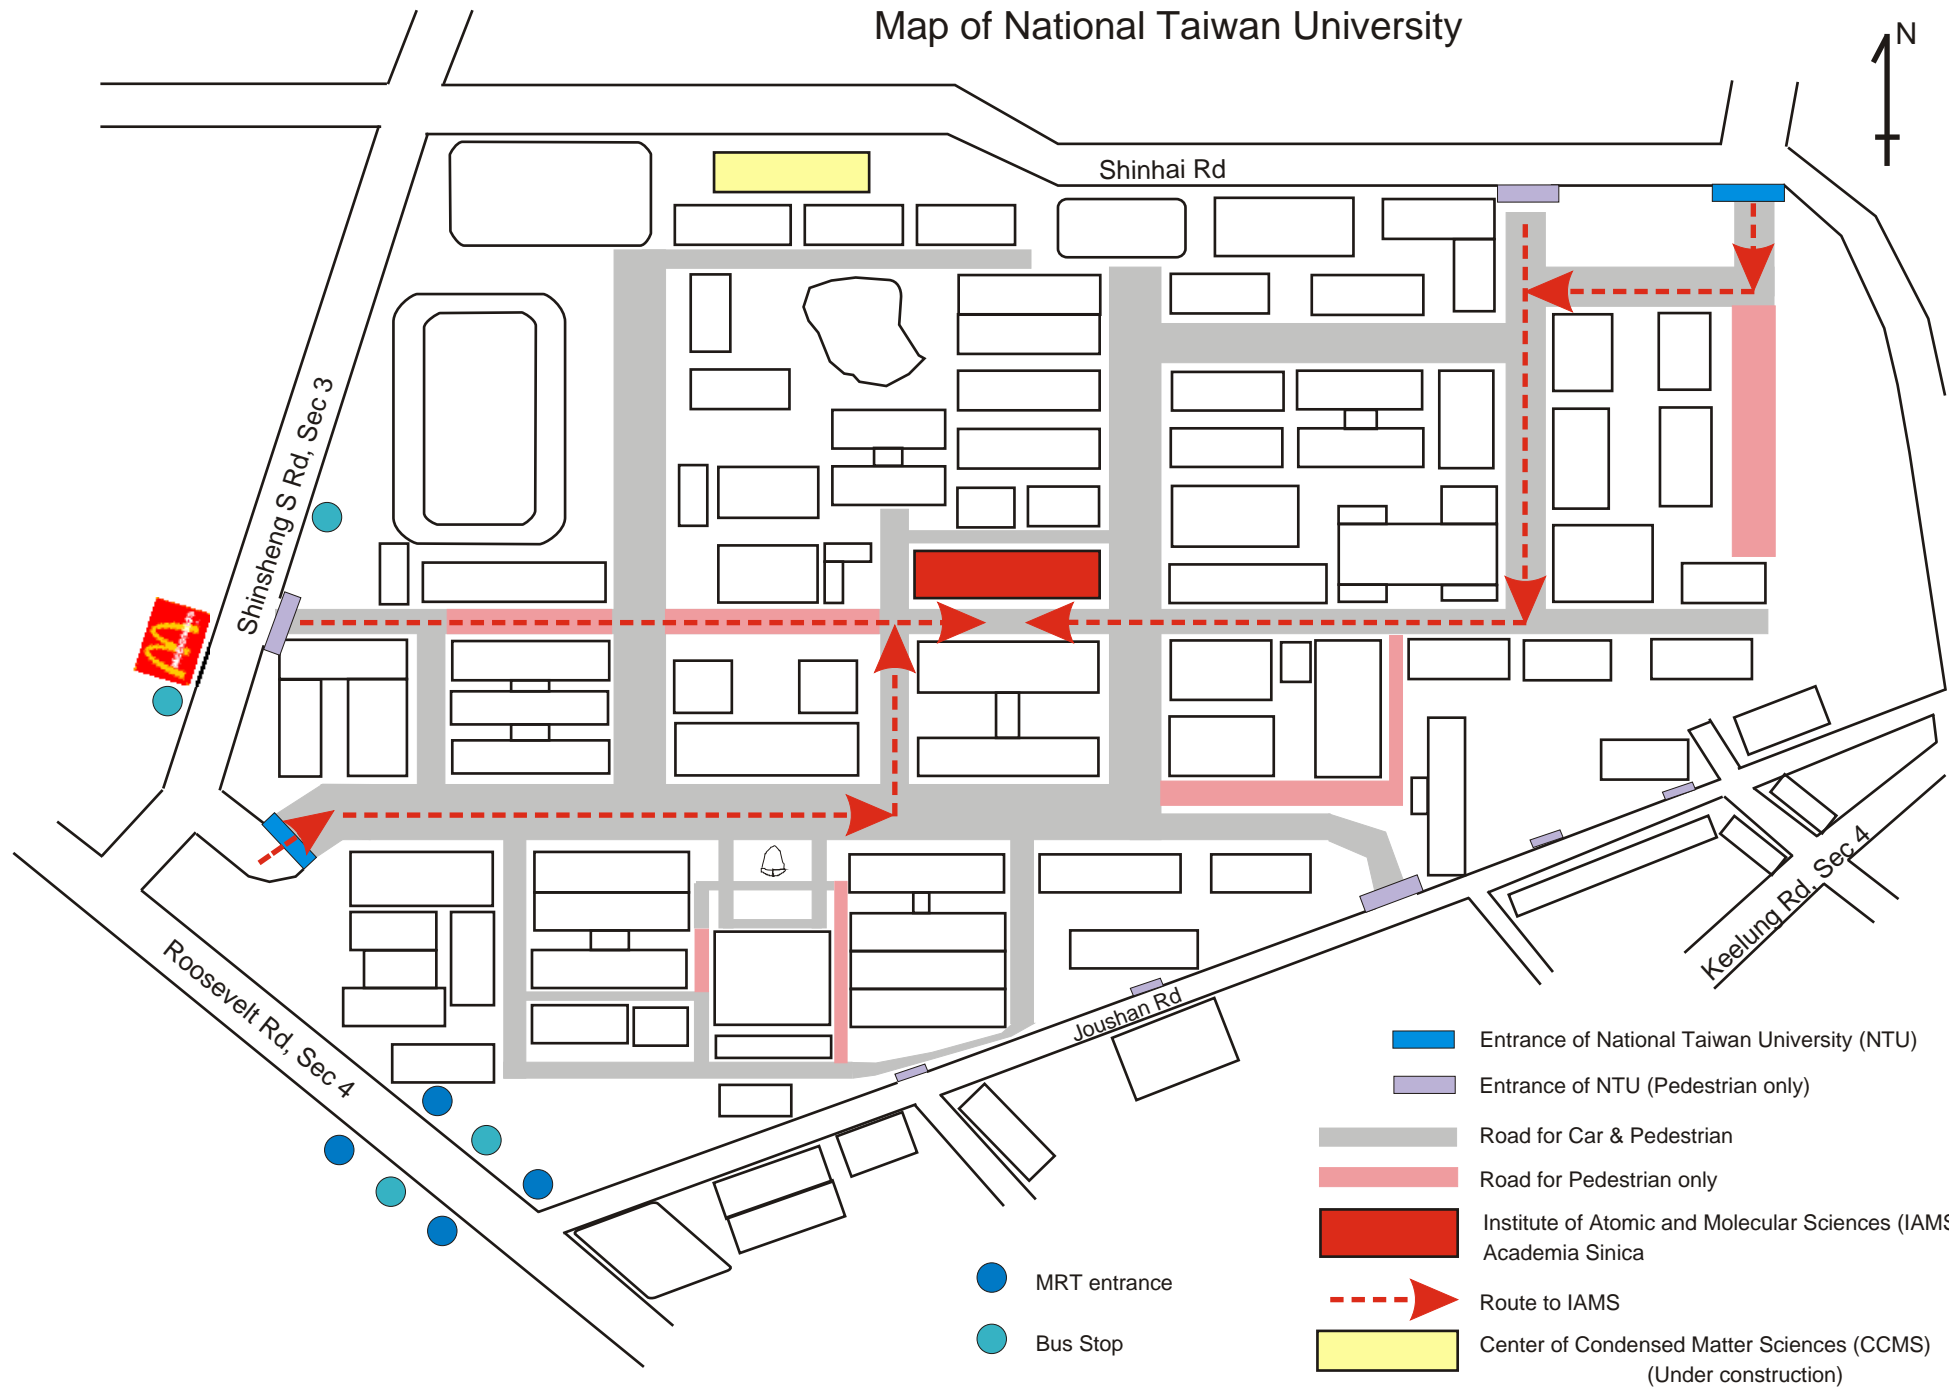 Map of National Taiwan University
N
Shinhai Rd
Shinsheng S Rd, Sec 3
Roosevelt Rd, Sec 4
Joushan Rd
Keelung Rd, Sec 4
Entrance of National Taiwan University (NTU)
Entrance of NTU (Pedestrian only)
Road for Car & Pedestrian
Road for Pedestrian only
Institute of Atomic and Molecular Sciences (IAMS
Academia Sinica
MRT entrance
Route to IAMS
Bus Stop
Center of Condensed Matter Sciences (CCMS)
(Under construction)